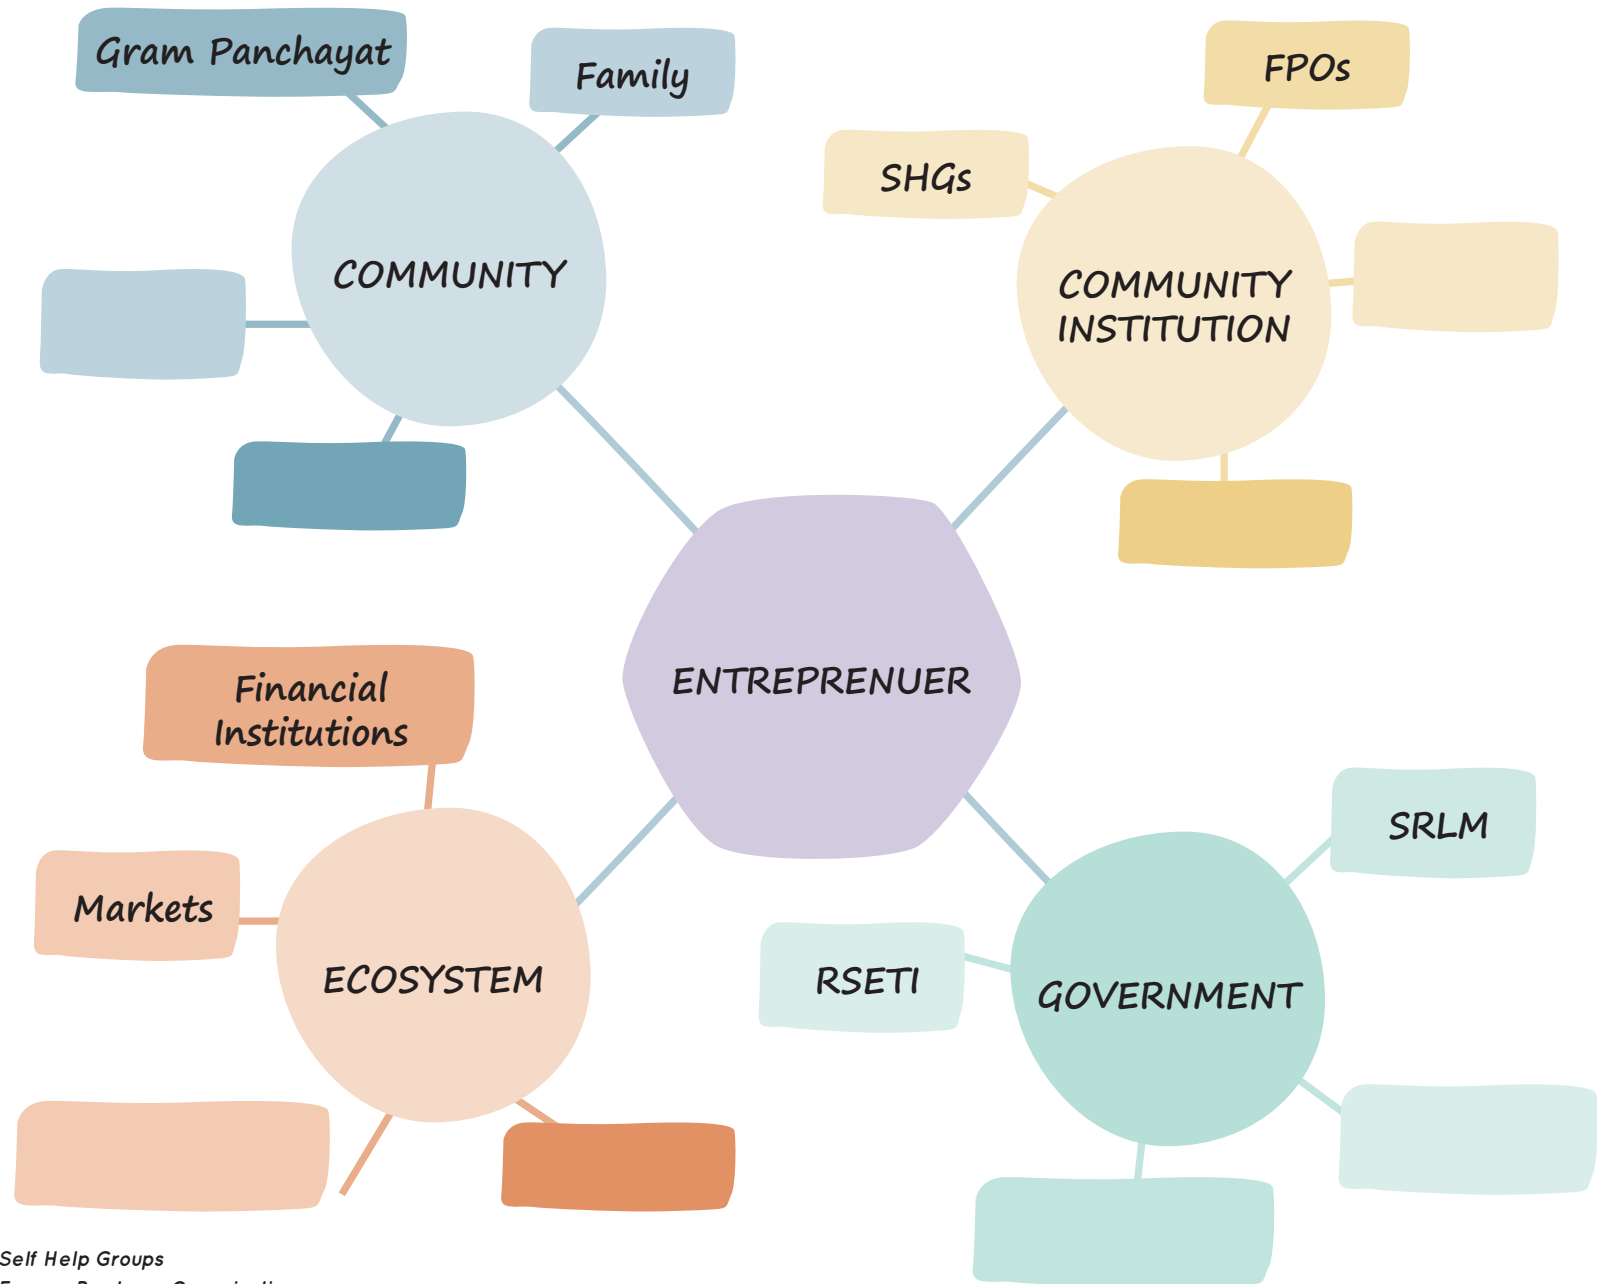 Gram Panchayat
Family
COMMUNITY
FPOs
SHGs
COMMUNITY
INSTITUTION
ENTREPRENUER
Financial
Institutions
Markets
ECOSYSTEM
SRLM
RSETI
GOVERNMENT
Self Help Groups